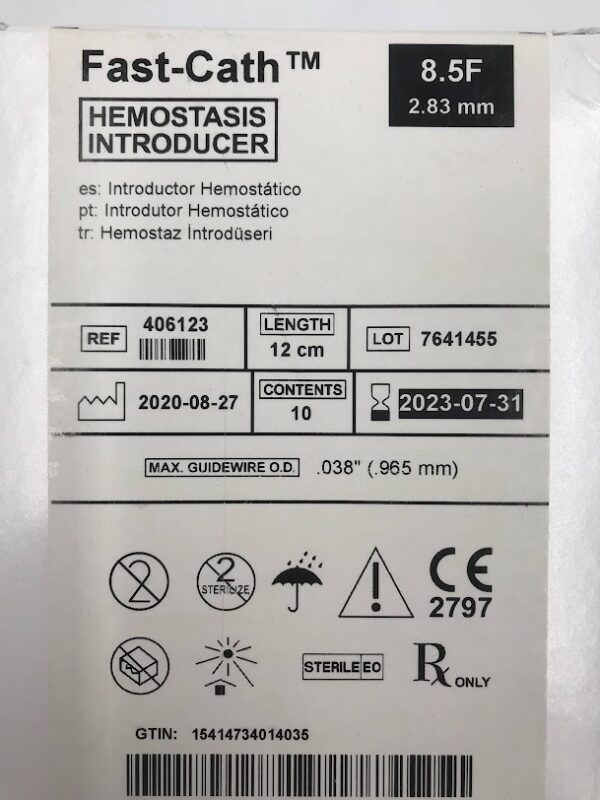 Fast-Cath™
8.5F
2.83 mm
HEMOSTASIS
INTRODUCER
es: Introductor Hemostático
pt: Introdutor Hemostático
tr: Hemostaz İntrodüseri
REF 406123
LENGTH
12 cm
LOT 7641455
2020-08-27
CONTENTS
10
2023-07-31
MAX. GUIDEWIRE O.D. .038" (.965 mm)
2
2
STERILIZE
CE
2797
STERILE EO
Rx ONLY
GTIN: 15414734014035